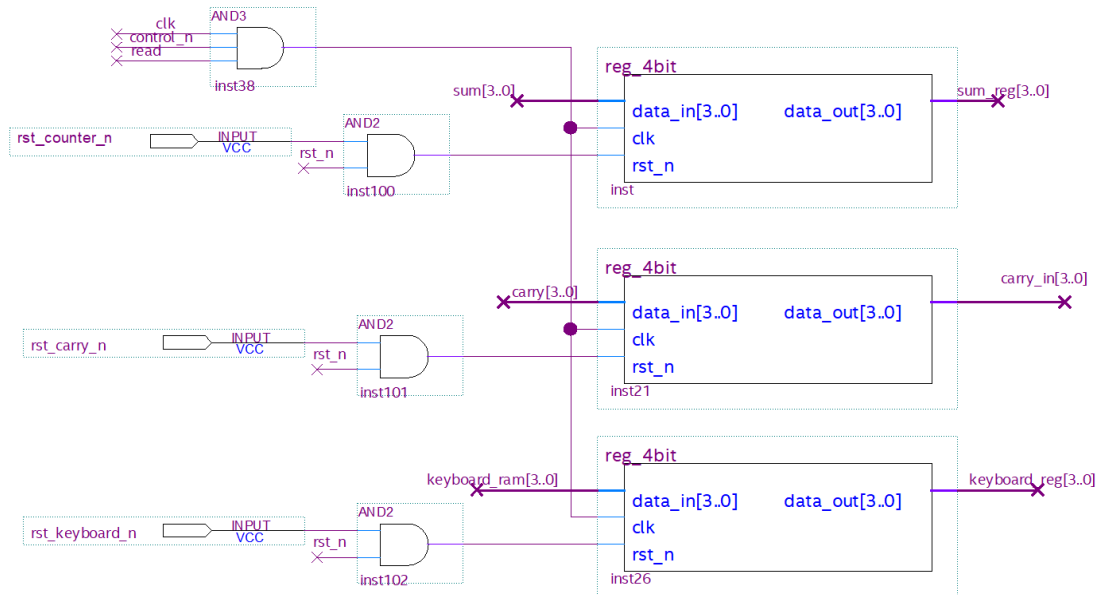 AND3
clk
control_n
read
inst38
reg_4bit
sum[3..0]
data_in[3..0] data_out[3..0]
sum_reg[3..0]
clk
rst_n
inst
rst_counter_n
INPUT
VCC
AND2
rst_n
inst100
reg_4bit
carry[3..0]
data_in[3..0] data_out[3..0]
carry_in[3..0]
clk
rst_n
inst21
rst_carry_n
INPUT
VCC
AND2
rst_n
inst101
reg_4bit
keyboard_ram[3..0]
data_in[3..0] data_out[3..0]
keyboard_reg[3..0]
clk
rst_n
inst26
rst_keyboard_n
INPUT
VCC
AND2
rst_n
inst102